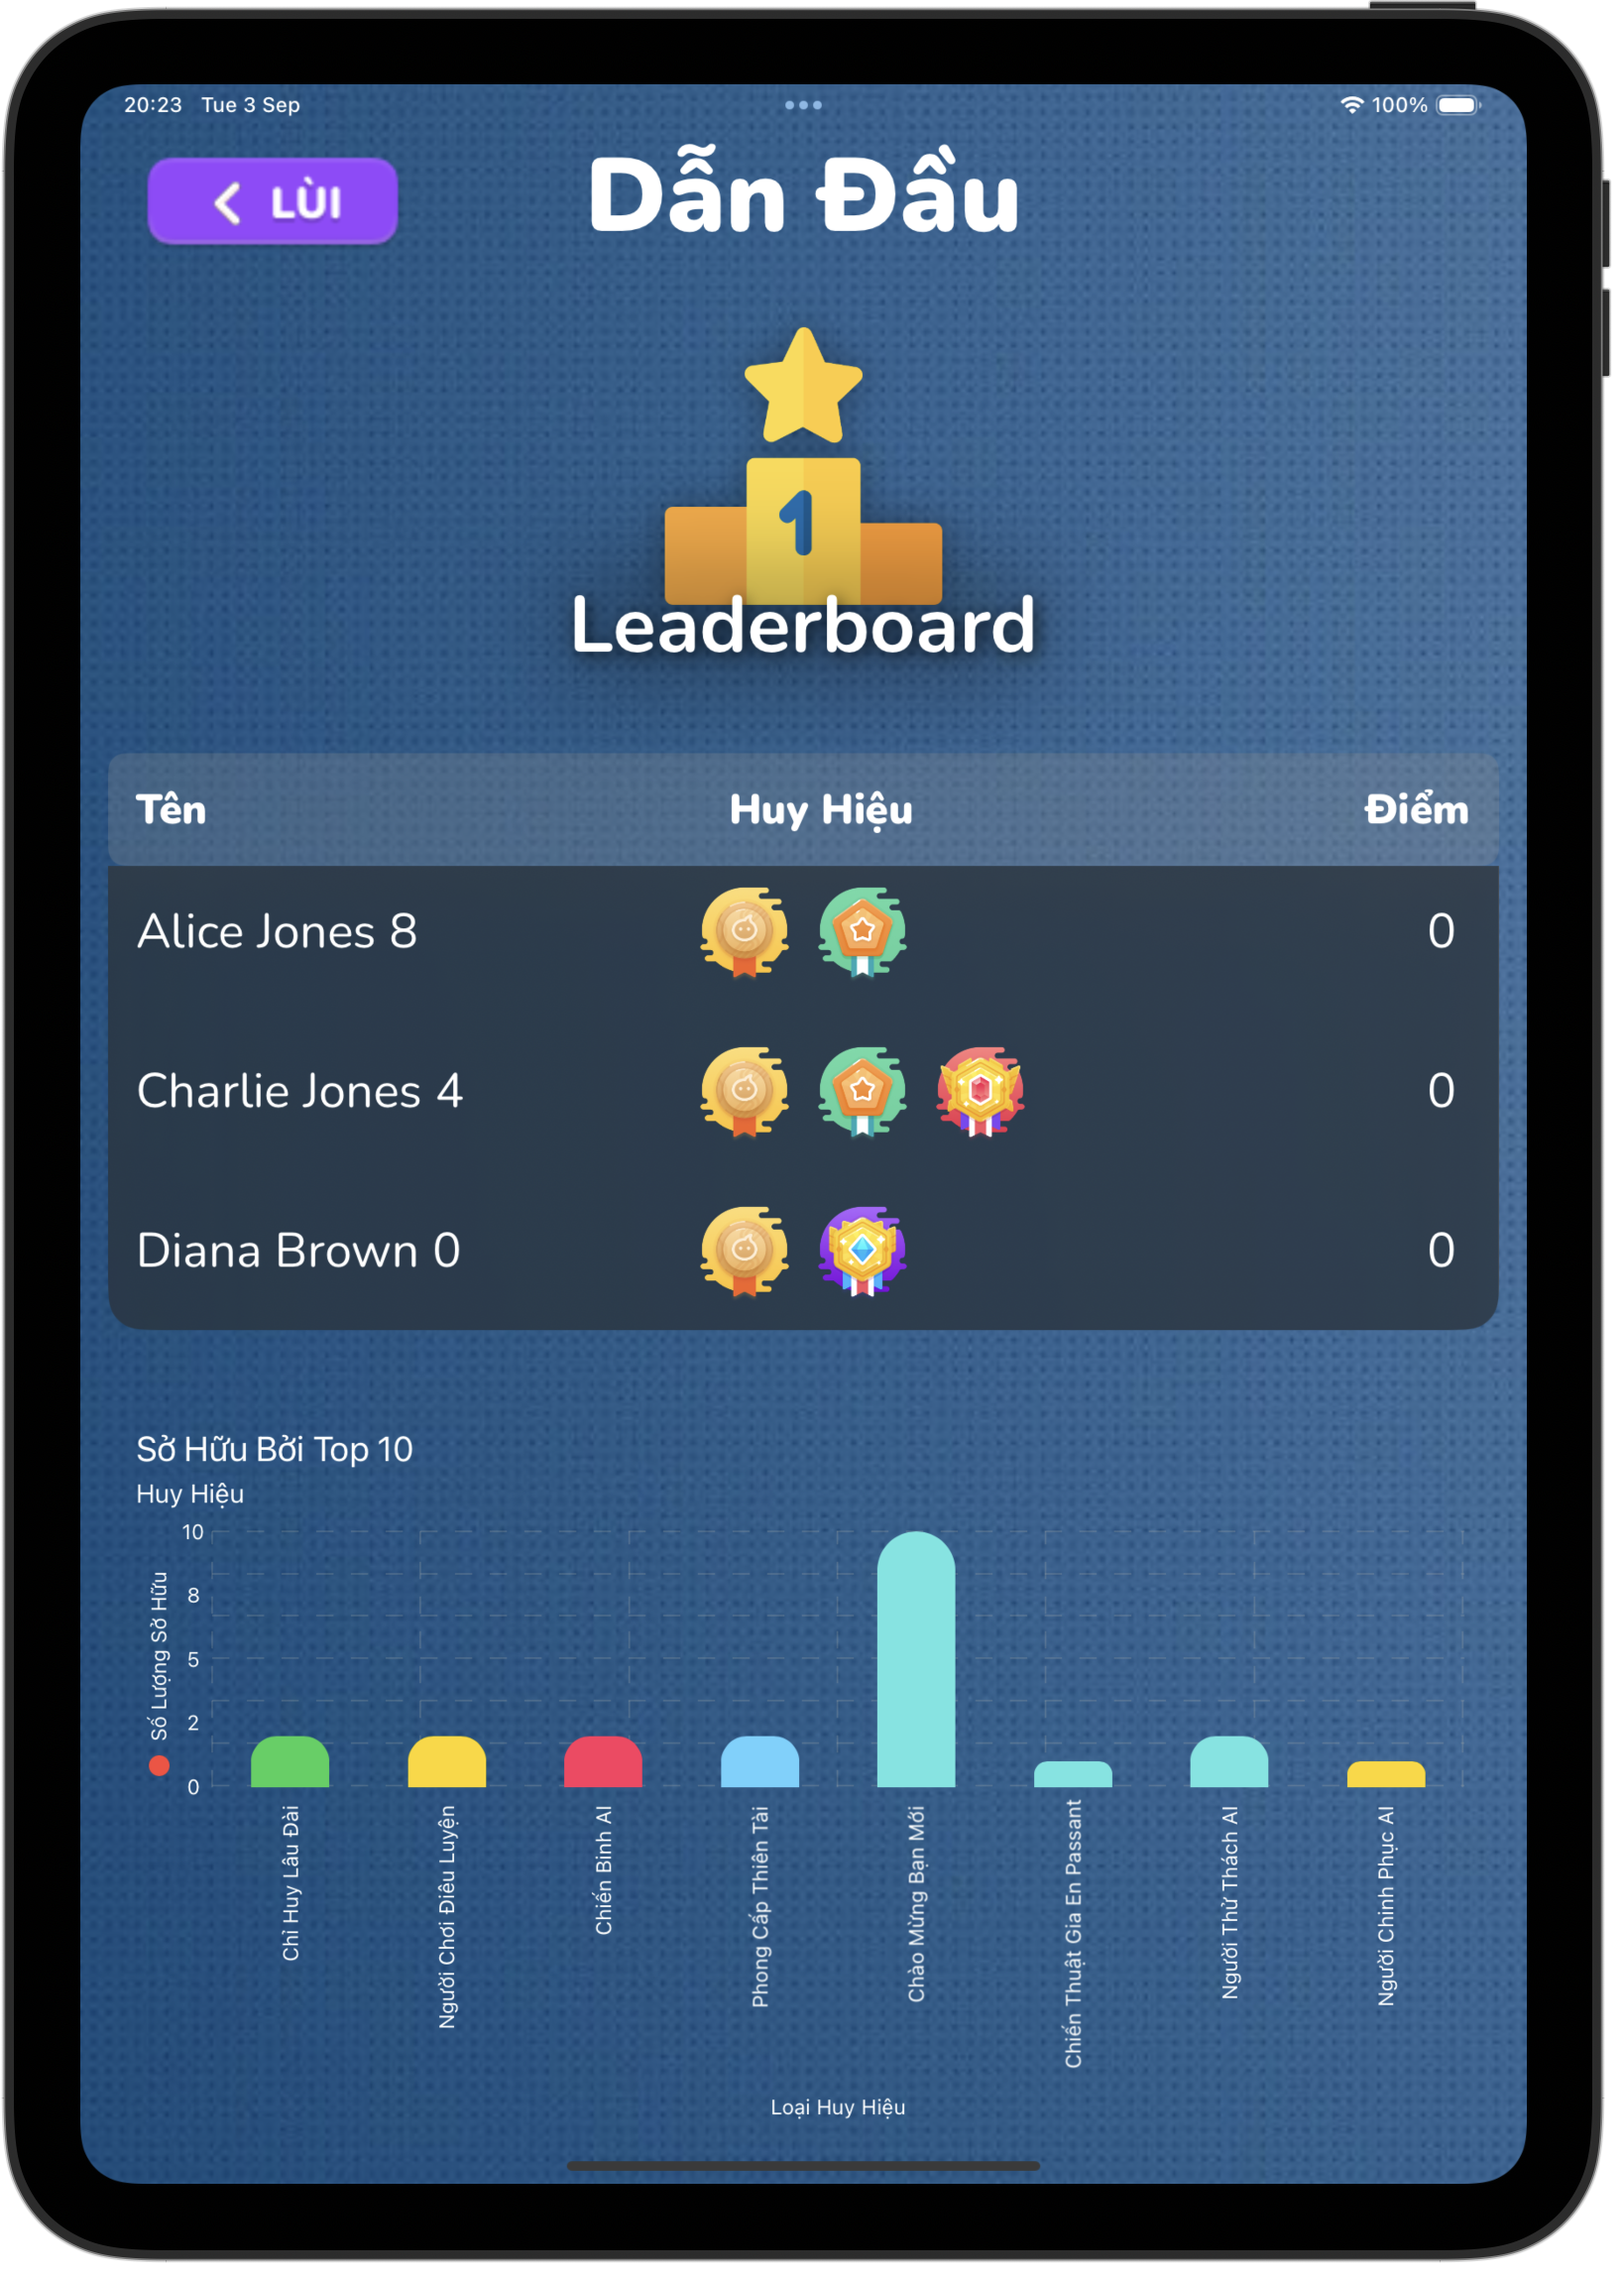 20:23 Tue 3 Sep
100%
LÙI
Dẫn Đầu
1
Leaderboard
Tên Huy Hiệu Điểm
Alice Jones 8 0
Charlie Jones 4 0
Diana Brown 0 0
Sở Hữu Bởi Top 10
Huy Hiệu
Số Lượng Sở Hữu
10
8
5
2
0
Chỉ Huy Lâu Đài
Người Chơi Điêu Luyện
Chiến Binh AI
Phong Cấp Thiên Tài
Chào Mừng Bạn Mới
Chiến Thuật Gia En Passant
Người Thử Thách AI
Người Chinh Phục AI
Loại Huy Hiệu